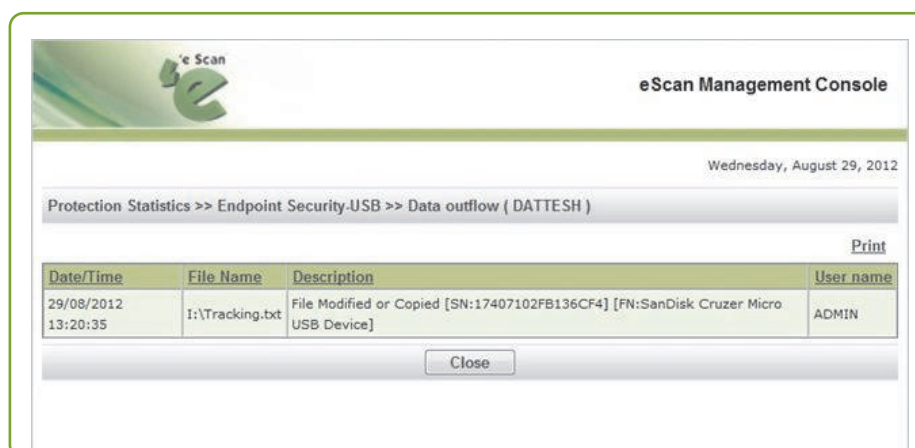 e Scan
eScan Management Console
Wednesday, August 29, 2012
Protection Statistics >> Endpoint Security-USB >> Data outflow ( DATTESH )
Print
Date/Time File Name Description User name
29/08/2012 13:20:35 I:\Tracking.txt File Modified or Copied [SN:17407102FB136CF4] [FN:SanDisk Cruzer Micro USB Device] ADMIN
Close